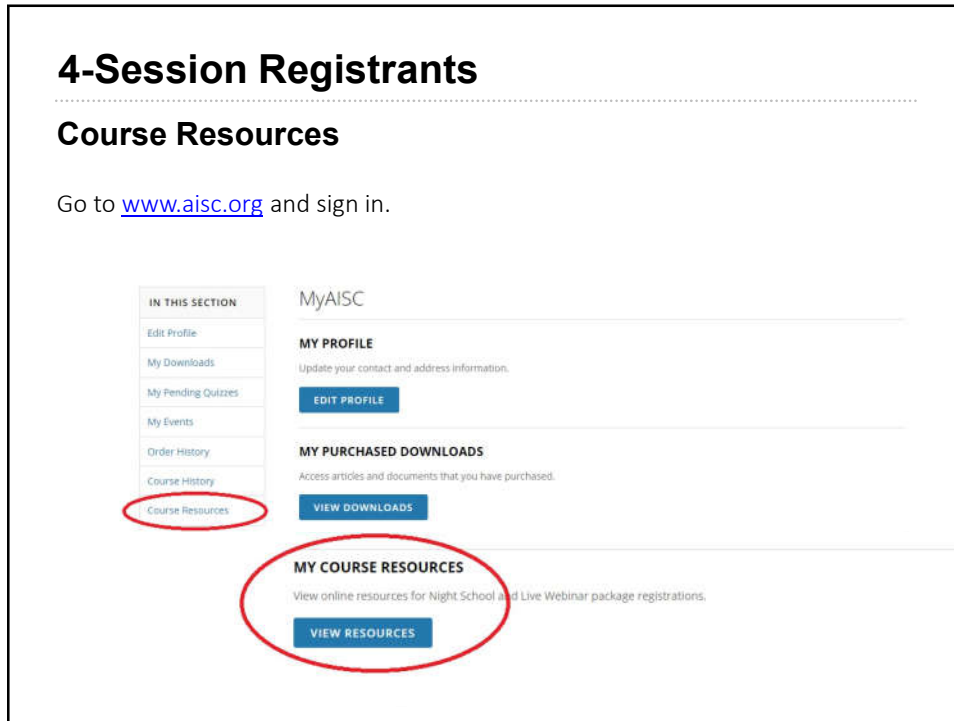 4-Session Registrants
Course Resources
Go to www.aisc.org and sign in.
IN THIS SECTION
Edit Profile
My Downloads
My Pending Quizzes
My Events
Order History
Course History
Course Resources
MyAISC
MY PROFILE
Update your contact and address information.
EDIT PROFILE
MY PURCHASED DOWNLOADS
Access articles and documents that you have purchased.
VIEW DOWNLOADS
MY COURSE RESOURCES
View online resources for Night School and Live Webinar package registrations.
VIEW RESOURCES